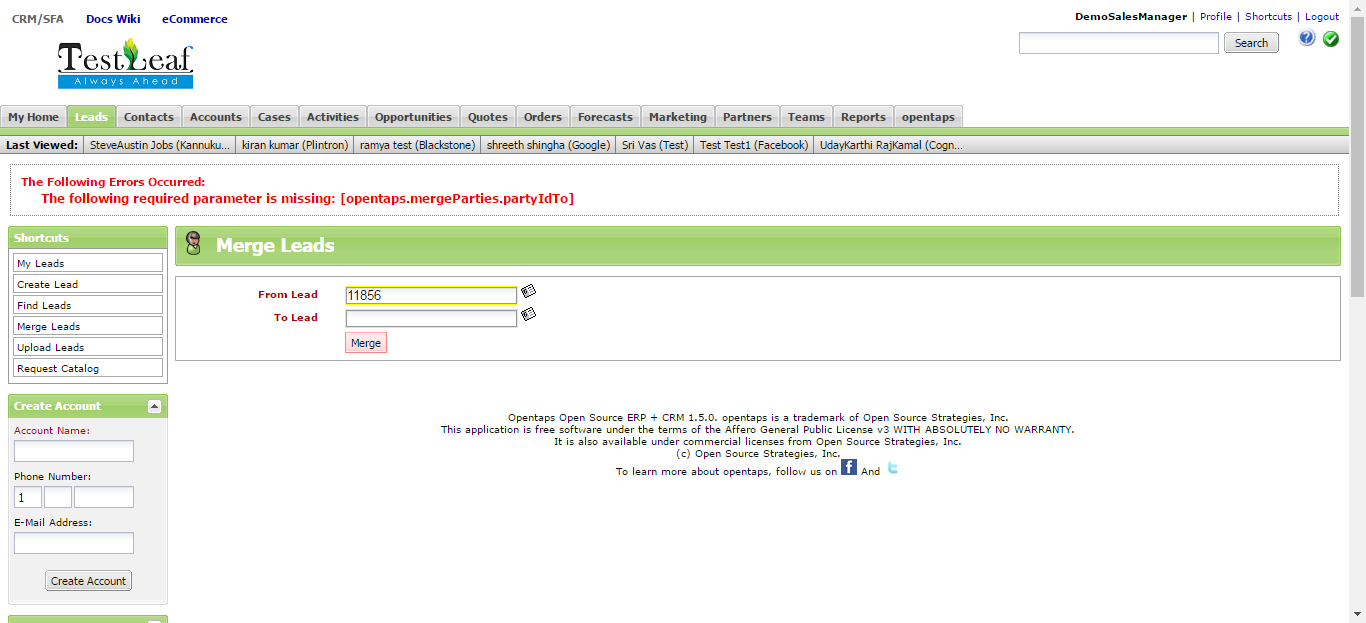 CRM/SFA Docs Wiki eCommerce
DemoSalesManager | Profile | Shortcuts | Logout
TestLeaf
Always Ahead
Search
My Home Leads Contacts Accounts Cases Activities Opportunities Quotes Orders Forecasts Marketing Partners Teams Reports opentaps
Last Viewed: SteveAustin Jobs (Kannuku... kiran kumar (Plintron) ramya test (Blackstone) shreeth shingha (Google) Sri Vas (Test) Test Test1 (Facebook) UdayKarthi RajKamal (Cogn...
The Following Errors Occurred:
The following required parameter is missing: [opentaps.mergeParties.partyIdTo]
Shortcuts
My Leads
Create Lead
Find Leads
Merge Leads
Upload Leads
Request Catalog
Create Account
Account Name:
Phone Number:
1
E-Mail Address:
Create Account
Merge Leads
From Lead 11856
To Lead
Merge
Opentaps Open Source ERP + CRM 1.5.0. opentaps is a trademark of Open Source Strategies, Inc.
This application is free software under the terms of the Affero General Public License v3 WITH ABSOLUTELY NO WARRANTY.
It is also available under commercial licenses from Open Source Strategies, Inc.
(c) Open Source Strategies, Inc.
To learn more about opentaps, follow us on f And t